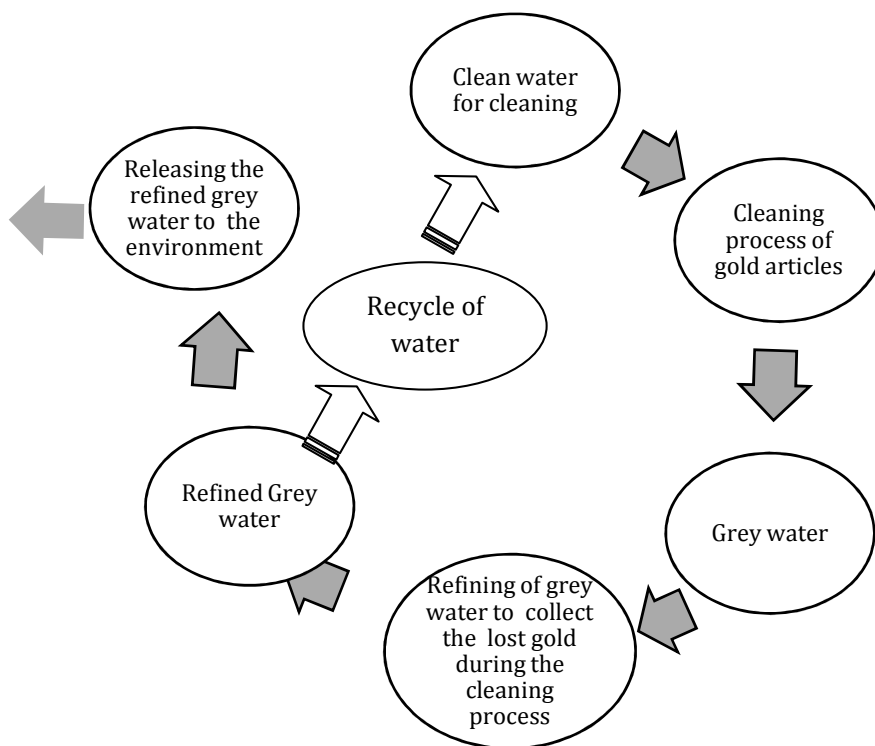 Clean water
for cleaning
Cleaning
process of
gold articles
Grey water
Refining of grey
water to collect
the lost gold
during the
cleaning
process
Refined Grey
water
Recycle of
water
Releasing the
refined grey
water to the
environment